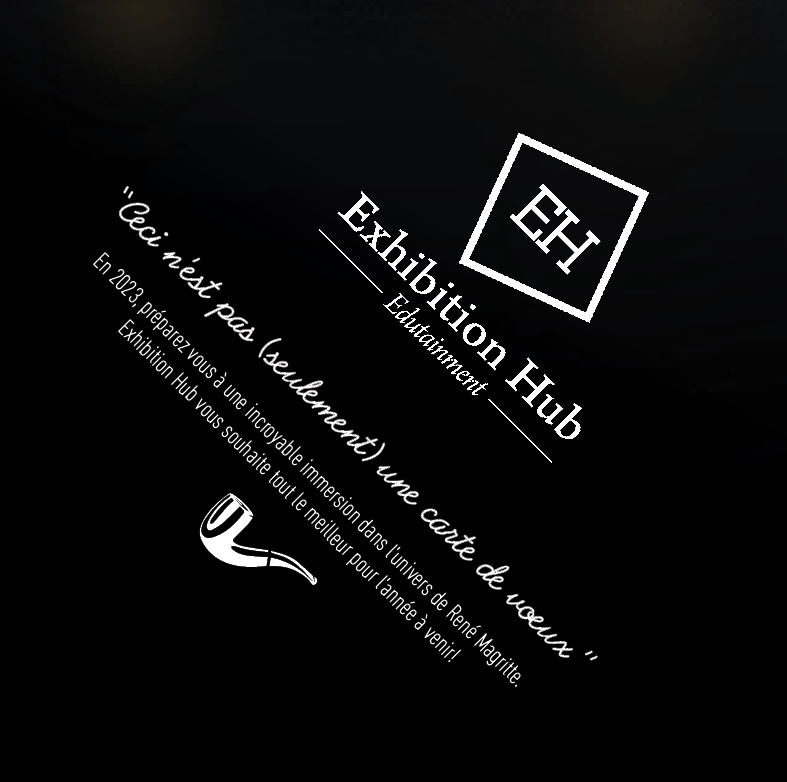 EH
Exhibition Hub
Edutainment
"Ceci n'est pas (seulement) une carte de voeux "
En 2023, préparez vous à une incroyable immersion dans l'univers de René Magritte.
Exhibition Hub vous souhaite tout le meilleur pour l'année à venir!